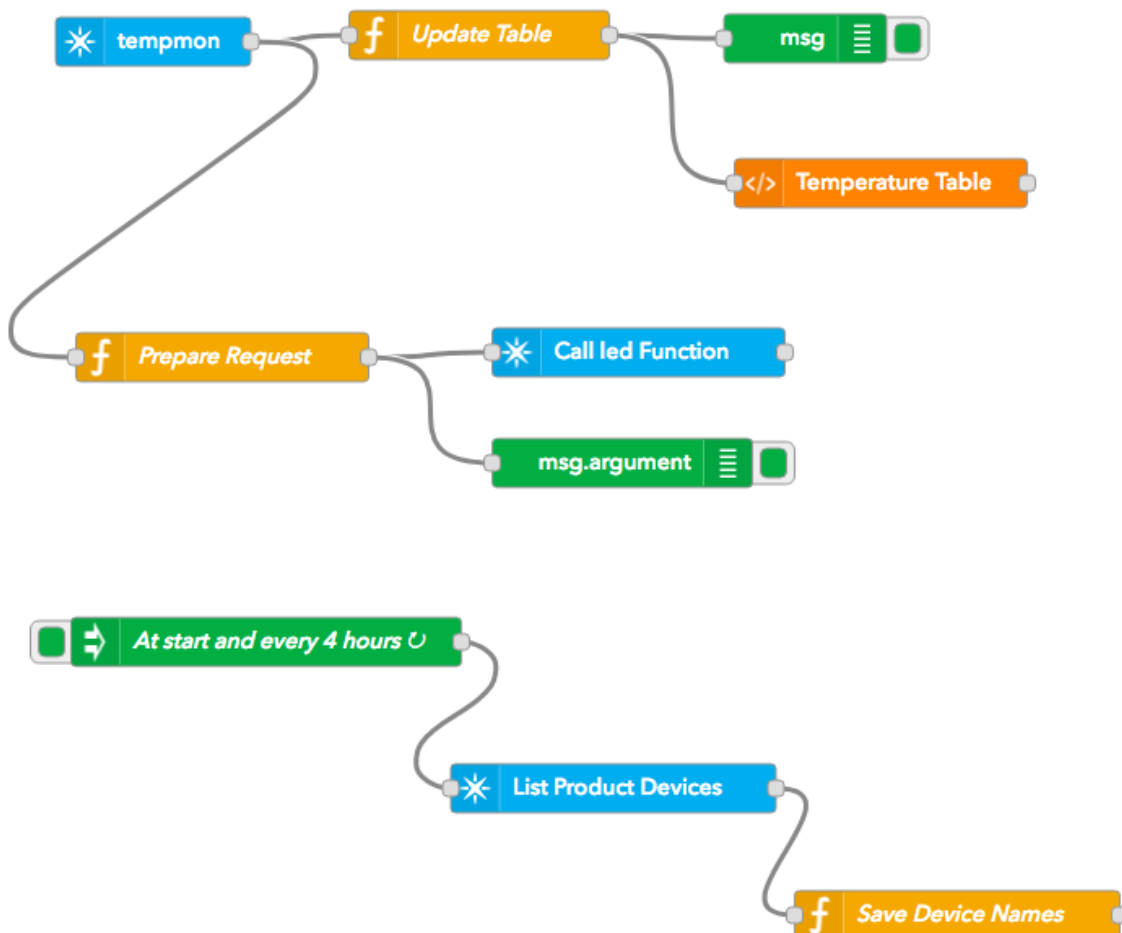 tempmon
Update Table
msg
</> Temperature Table
Prepare Request
Call led Function
msg.argument
At start and every 4 hours ↻
List Product Devices
Save Device Names